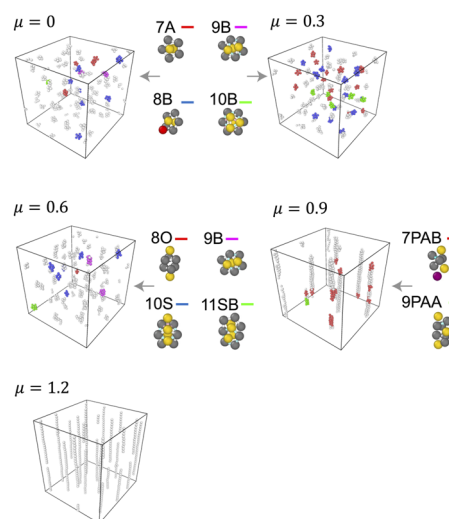 μ = 0
7A
9B
μ = 0.3
8B
10B
μ = 0.6
8O
9B
μ = 0.9
7PAB
10S
11SB
9PAA
μ = 1.2